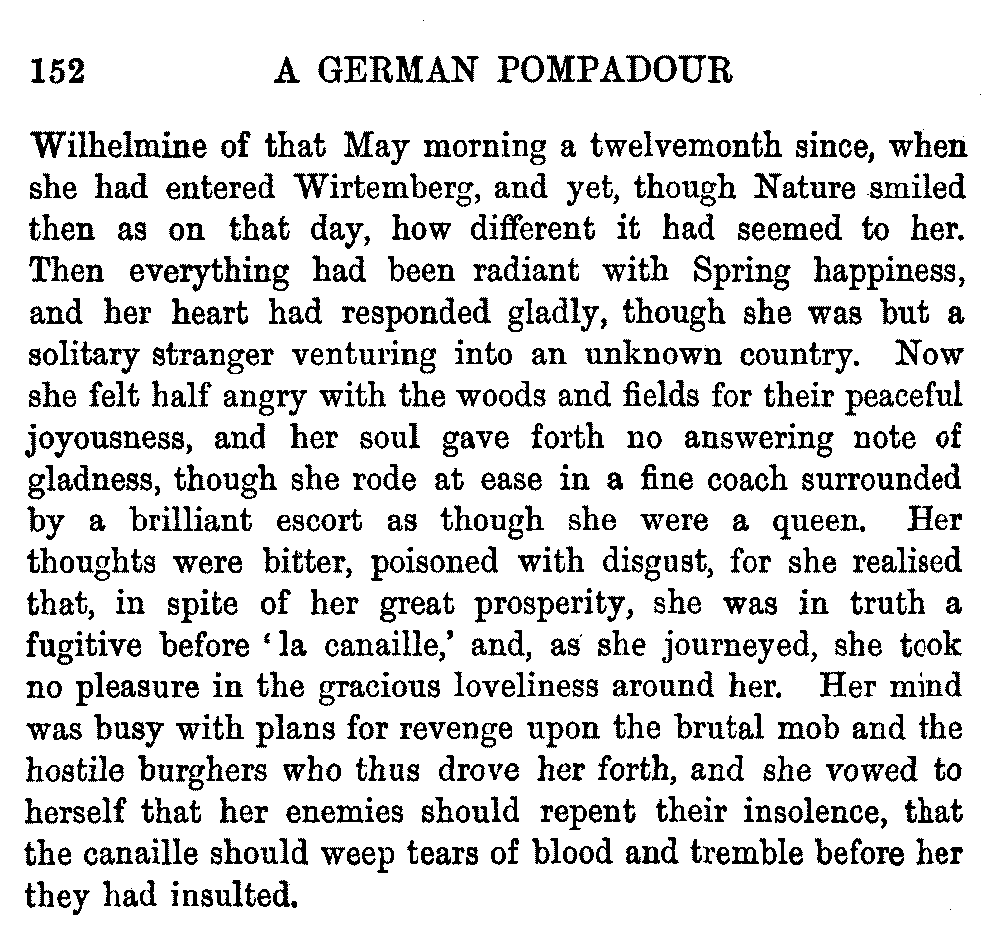 152 A GERMAN POMPADOUR
Wilhelmine of that May morning a twelvemonth since, when
she had entered Wirtemberg, and yet, though Nature smiled
then as on that day, how different it had seemed to her.
Then everything had been radiant with Spring happiness,
and her heart had responded gladly, though she was but a
solitary stranger venturing into an unknown country. Now
she felt half angry with the woods and fields for their peaceful
joyousness, and her soul gave forth no answering note of
gladness, though she rode at ease in a fine coach surrounded
by a brilliant escort as though she were a queen. Her
thoughts were bitter, poisoned with disgust, for she realised
that, in spite of her great prosperity, she was in truth a
fugitive before ‘la canaille,’ and, as she journeyed, she took
no pleasure in the gracious loveliness around her. Her mind
was busy with plans for revenge upon the brutal mob and the
hostile burghers who thus drove her forth, and she vowed to
herself that her enemies should repent their insolence, that
the canaille should weep tears of blood and tremble before her
they had insulted.